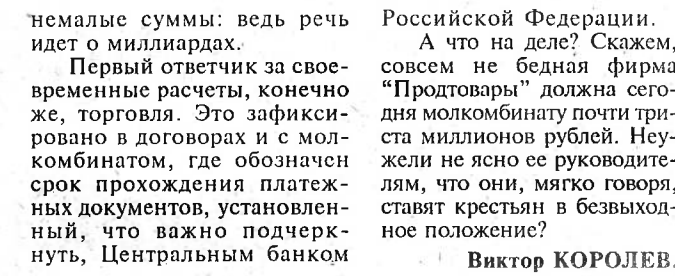 немалые суммы: ведь речь
идет о миллиардах.
Первый ответчик за свое-
временные расчеты, конечно
же, торговля. Это зафикси-
ровано в договорах и с мол-
комбинатом, где обозначен
срок прохождения платеж-
ных документов, установлен-
ный, что важно подчерк-
нуть, Центральным банком
Российской Федерации.
А что на деле? Скажем,
совсем не бедная фирма
“Продтовары” должна сего-
дня молкомбинату почти три-
ста миллионов рублей. Неу-
жели не ясно ее руководите-
лям, что они, мягко говоря,
ставят крестьян в безвыход-
ное положение?
Виктор КОРОЛЕВ.